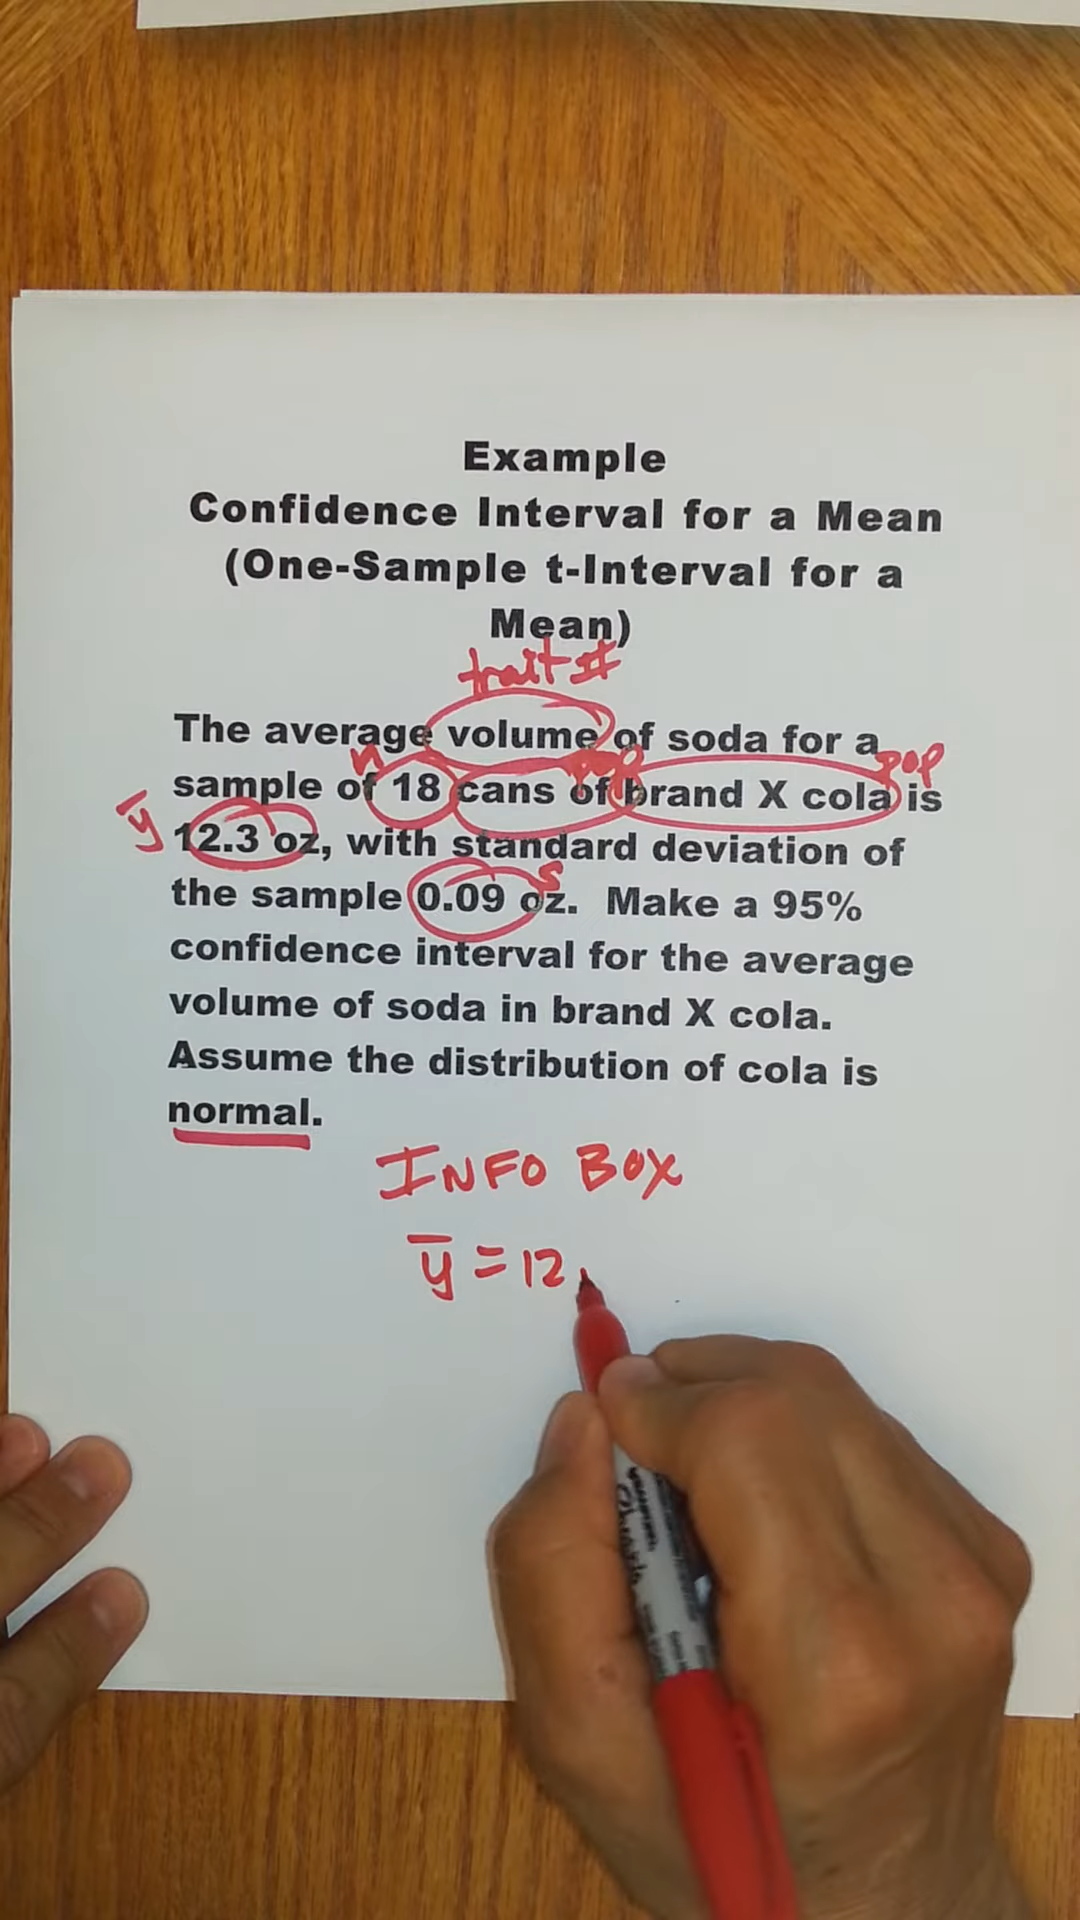 Example
Confidence Interval for a Mean
(One-Sample t-Interval for a
Mean)
trait #
The average volume of soda for a
n pop pop
sample of 18 cans of brand X cola is
y̅ 12.3 oz, with standard deviation of
s
the sample 0.09 oz. Make a 95%
confidence interval for the average
volume of soda in brand X cola.
Assume the distribution of cola is
normal.
INFO BOX
y̅ = 12.